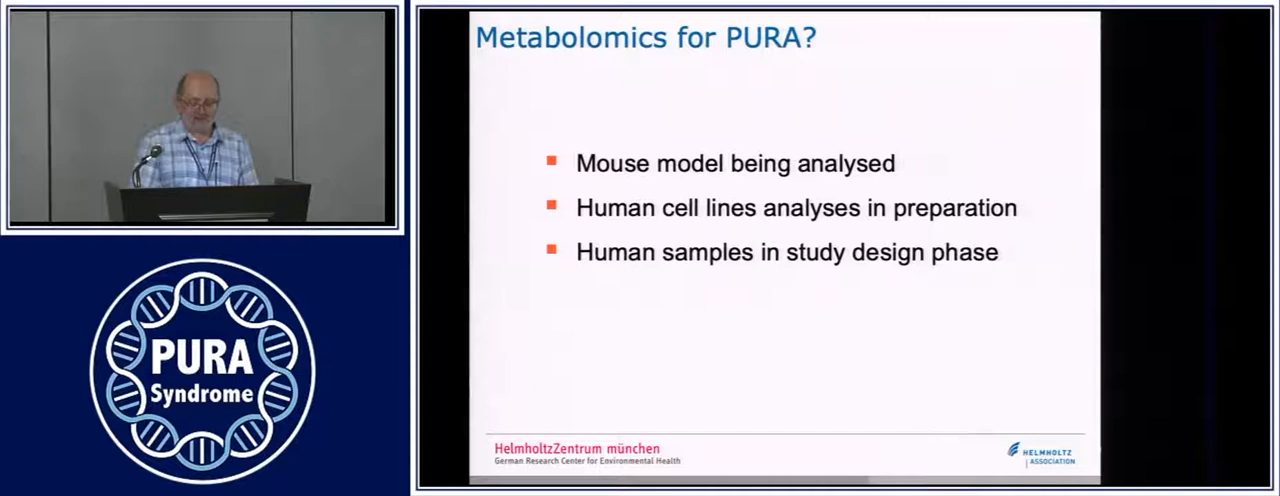 Metabolomics for PURA?
Mouse model being analysed
Human cell lines analyses in preparation
Human samples in study design phase
HelmholtzZentrum münchen
German Research Center for Environmental Health
HELMHOLTZ
ASSOCIATION
PURA
Syndrome